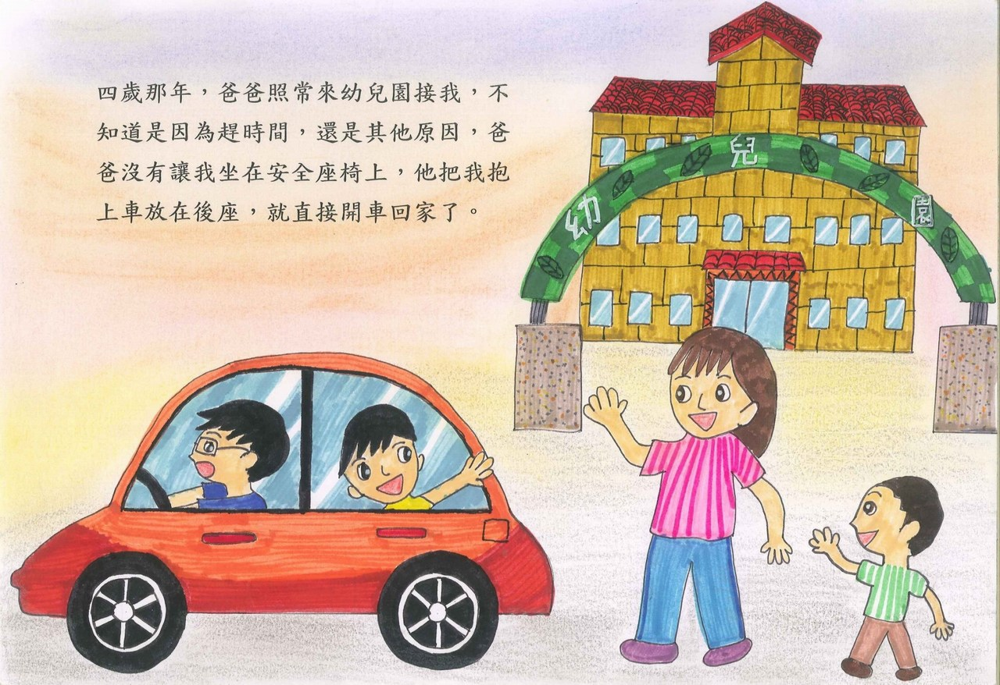 四歲那年，爸爸照常來幼兒園接我，不
知道是因為趕時間，還是其他原因，爸
爸沒有讓我坐在安全座椅上，他把我抱
上車放在後座，就直接開車回家了。
幼兒園